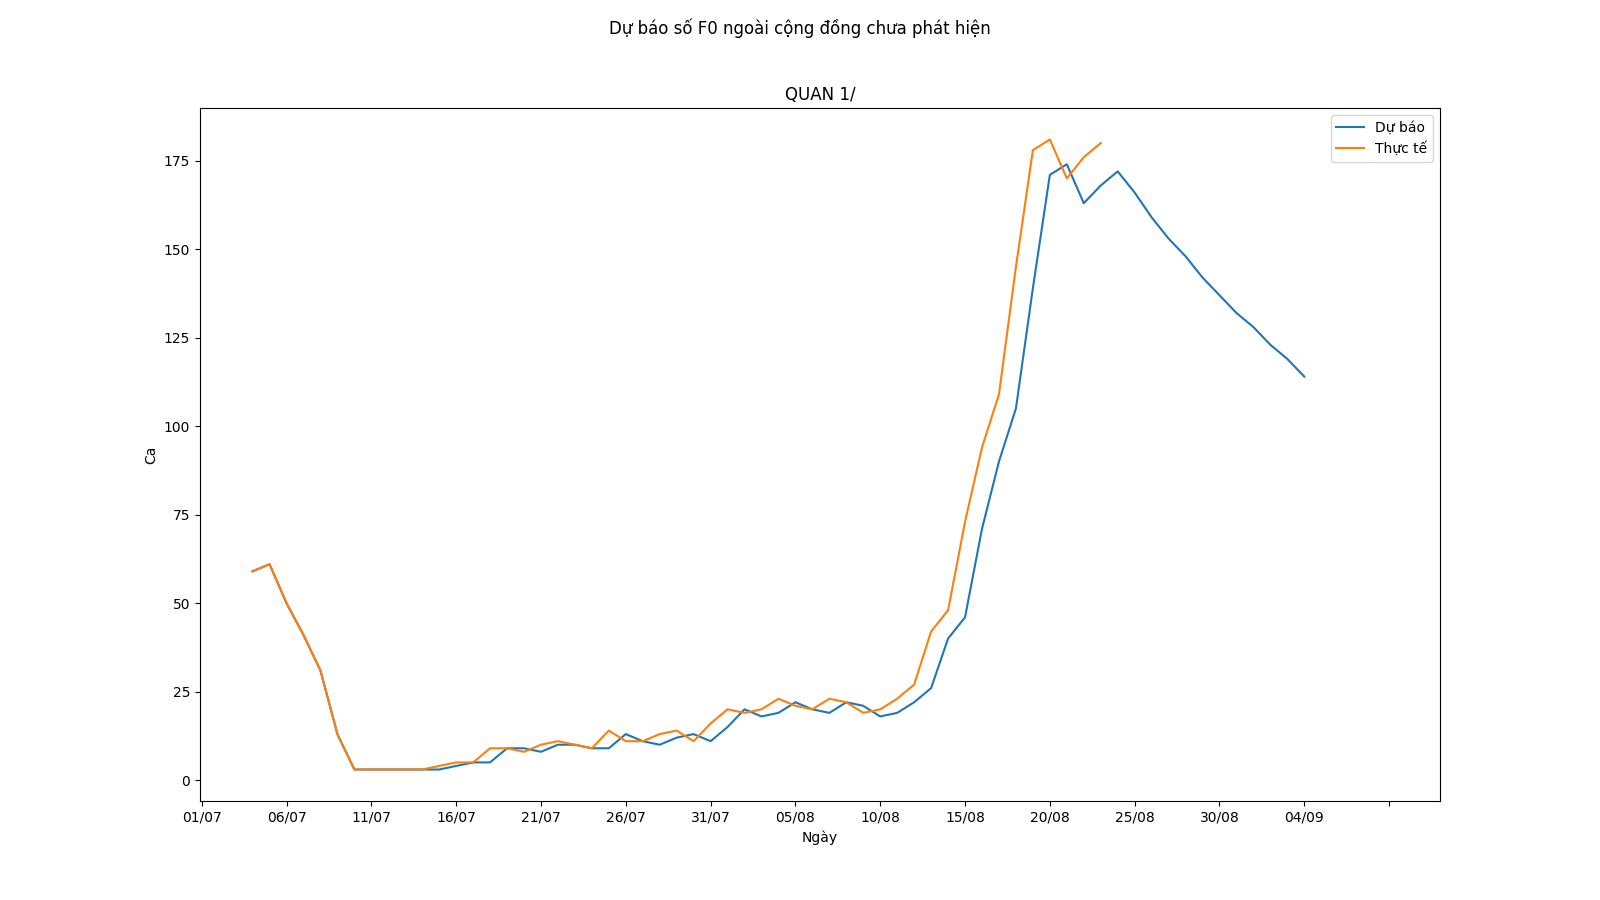 Dự báo số F0 ngoài cộng đồng chưa phát hiện
QUAN 1/
Dự báo
Thực tế
175
150
125
100
75
50
25
0
Ca
01/07 06/07 11/07 16/07 21/07 26/07 31/07 05/08 10/08 15/08 20/08 25/08 30/08 04/09
Ngày